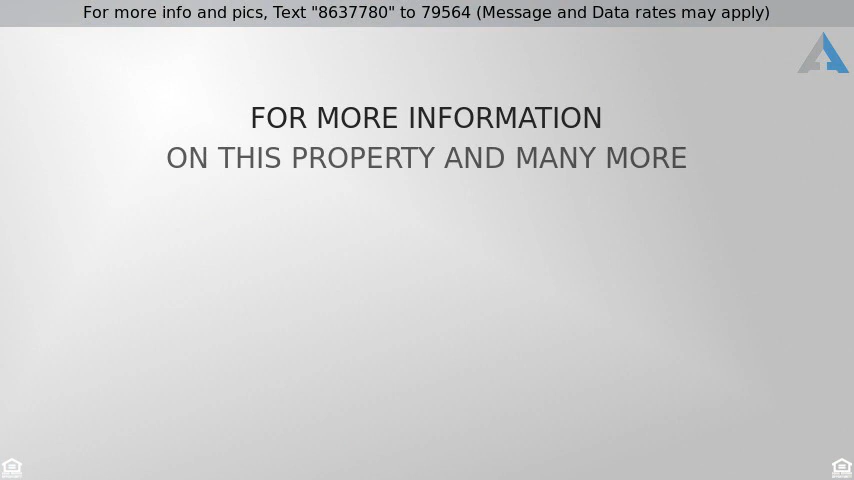 For more info and pics, Text "8637780" to 79564 (Message and Data rates may apply)
FOR MORE INFORMATION
ON THIS PROPERTY AND MANY MORE